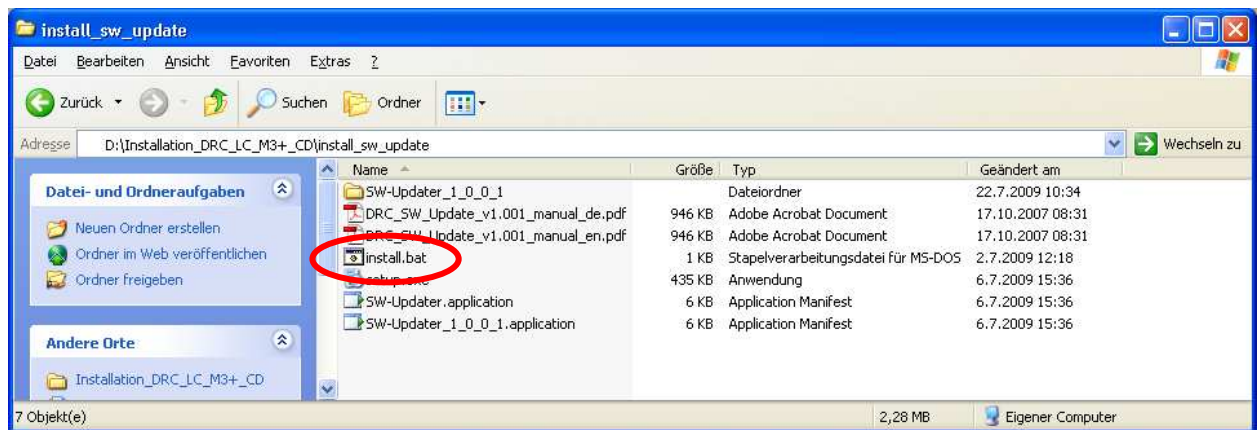 install_sw_update
Datei Bearbeiten Ansicht Favoriten Extras ?
Zurück Suchen Ordner
Adresse D:\Installation_DRC_LC_M3+_CD\install_sw_update Wechseln zu
Datei- und Ordneraufgaben
Neuen Ordner erstellen
Ordner im Web veröffentlichen
Ordner freigeben
Andere Orte
Installation_DRC_LC_M3+_CD
Name Größe Typ Geändert am
SW-Updater_1_0_0_1 Dateiordner 22.7.2009 10:34
DRC_SW_Update_v1.001_manual_de.pdf 946 KB Adobe Acrobat Document 17.10.2007 08:31
DRC_SW_Update_v1.001_manual_en.pdf 946 KB Adobe Acrobat Document 17.10.2007 08:31
install.bat 1 KB Stapelverarbeitungsdatei für MS-DOS 2.7.2009 12:18
setup.exe 435 KB Anwendung 6.7.2009 15:36
SW-Updater.application 6 KB Application Manifest 6.7.2009 15:36
SW-Updater_1_0_0_1.application 6 KB Application Manifest 6.7.2009 15:36
7 Objekt(e) 2,28 MB Eigener Computer